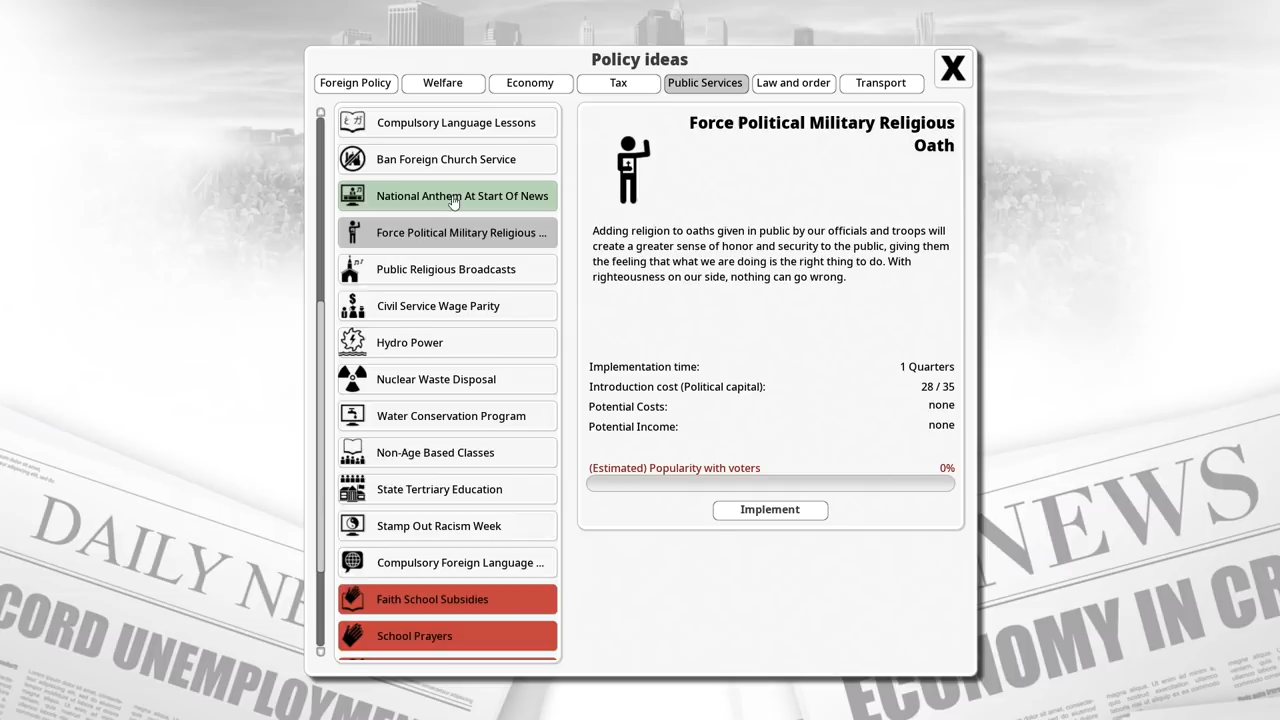 Policy ideas
X
Foreign Policy
Welfare
Economy
Tax
Public Services
Law and order
Transport
Compulsory Language Lessons
Ban Foreign Church Service
National Anthem At Start Of News
Force Political Military Religious ...
Public Religious Broadcasts
Civil Service Wage Parity
Hydro Power
Nuclear Waste Disposal
Water Conservation Program
Non-Age Based Classes
State Tertriary Education
Stamp Out Racism Week
Compulsory Foreign Language ...
Faith School Subsidies
School Prayers
Force Political Military Religious
Oath
Adding religion to oaths given in public by our officials and troops will
create a greater sense of honor and security to the public, giving them
the feeling that what we are doing is the right thing to do. With
righteousness on our side, nothing can go wrong.
Implementation time: 1 Quarters
Introduction cost (Political capital): 28 / 35
Potential Costs: none
Potential Income: none
(Estimated) Popularity with voters 0%
Implement
DAILY NE
CORD UNEMPLOYM
NEWS
ECONOMY IN CR